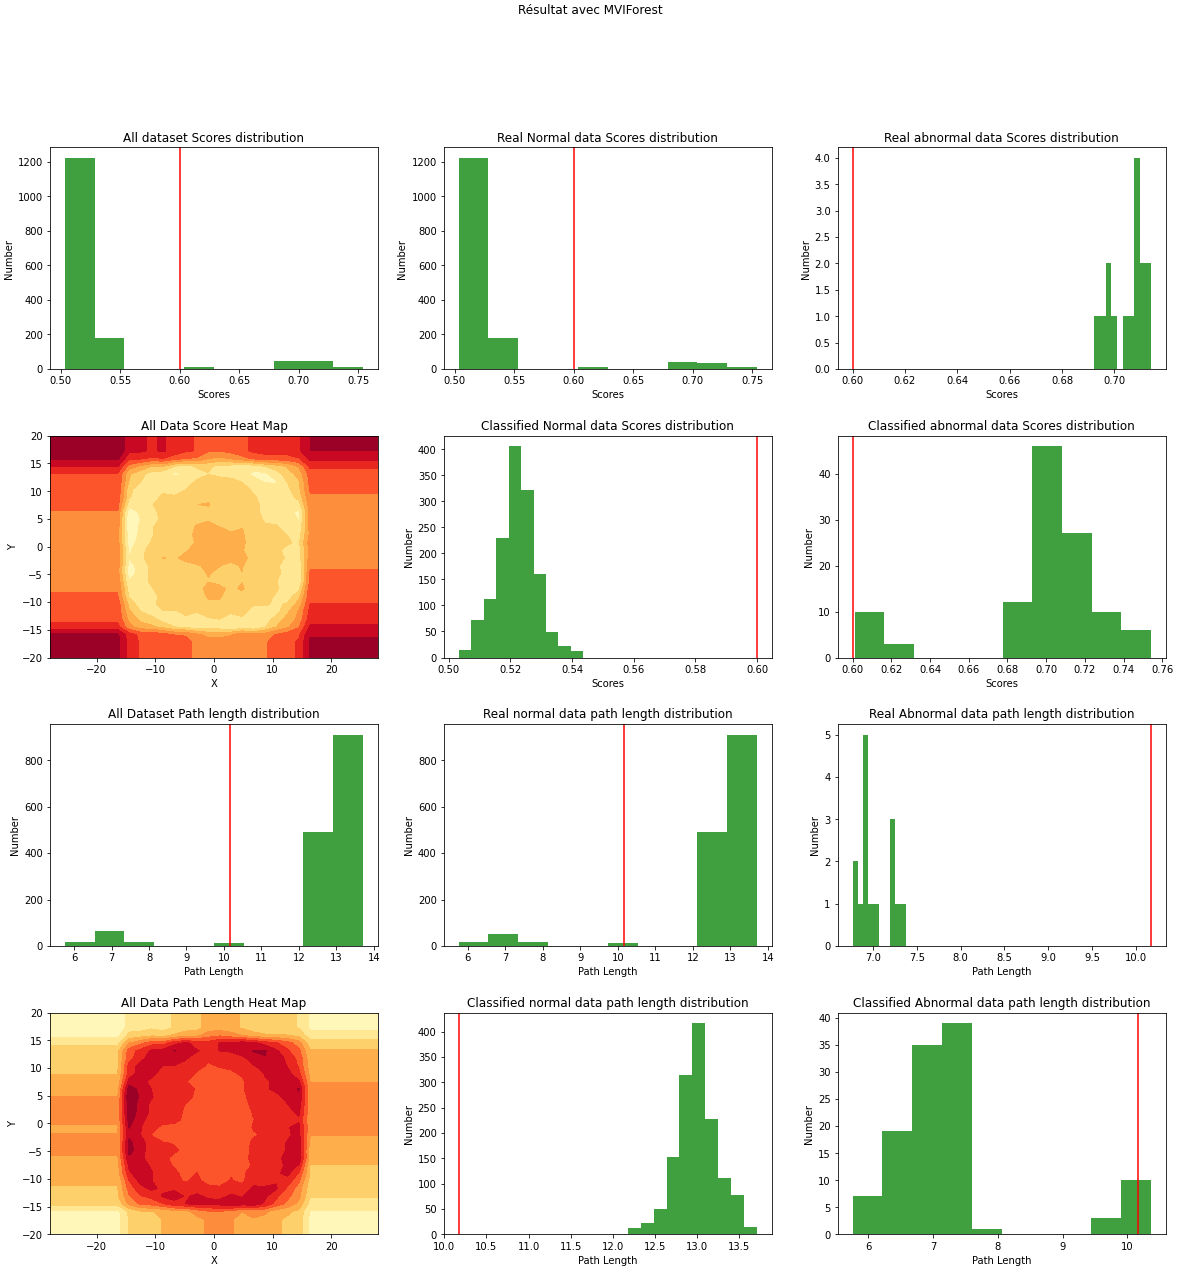 Résultat avec MVIForest
All dataset Scores distribution
Real Normal data Scores distribution
Real abnormal data Scores distribution
Number
1200
1000
800
600
400
200
0
0.50 0.55 0.60 0.65 0.70 0.75
Scores
Number
1200
1000
800
600
400
200
0
0.50 0.55 0.60 0.65 0.70 0.75
Scores
Number
4.0
3.5
3.0
2.5
2.0
1.5
1.0
0.5
0.0
0.60 0.62 0.64 0.66 0.68 0.70
Scores
All Data Score Heat Map
Classified Normal data Scores distribution
Classified abnormal data Scores distribution
Y
20
15
10
5
0
−5
−10
−15
−20
−20 −10 0 10 20
X
Number
400
350
300
250
200
150
100
50
0
0.50 0.52 0.54 0.56 0.58 0.60
Scores
Number
40
30
20
10
0
0.60 0.62 0.64 0.66 0.68 0.70 0.72 0.74 0.76
Scores
All Dataset Path length distribution
Real normal data path length distribution
Real Abnormal data path length distribution
Number
800
600
400
200
0
6 7 8 9 10 11 12 13 14
Path Length
Number
800
600
400
200
0
6 7 8 9 10 11 12 13 14
Path Length
Number
5
4
3
2
1
0
7.0 7.5 8.0 8.5 9.0 9.5 10.0
Path Length
All Data Path Length Heat Map
Classified normal data path length distribution
Classified Abnormal data path length distribution
Y
20
15
10
5
0
−5
−10
−15
−20
−20 −10 0 10 20
X
Number
400
350
300
250
200
150
100
50
0
10.0 10.5 11.0 11.5 12.0 12.5 13.0 13.5
Path Length
Number
40
35
30
25
20
15
10
5
0
6 7 8 9 10
Path Length